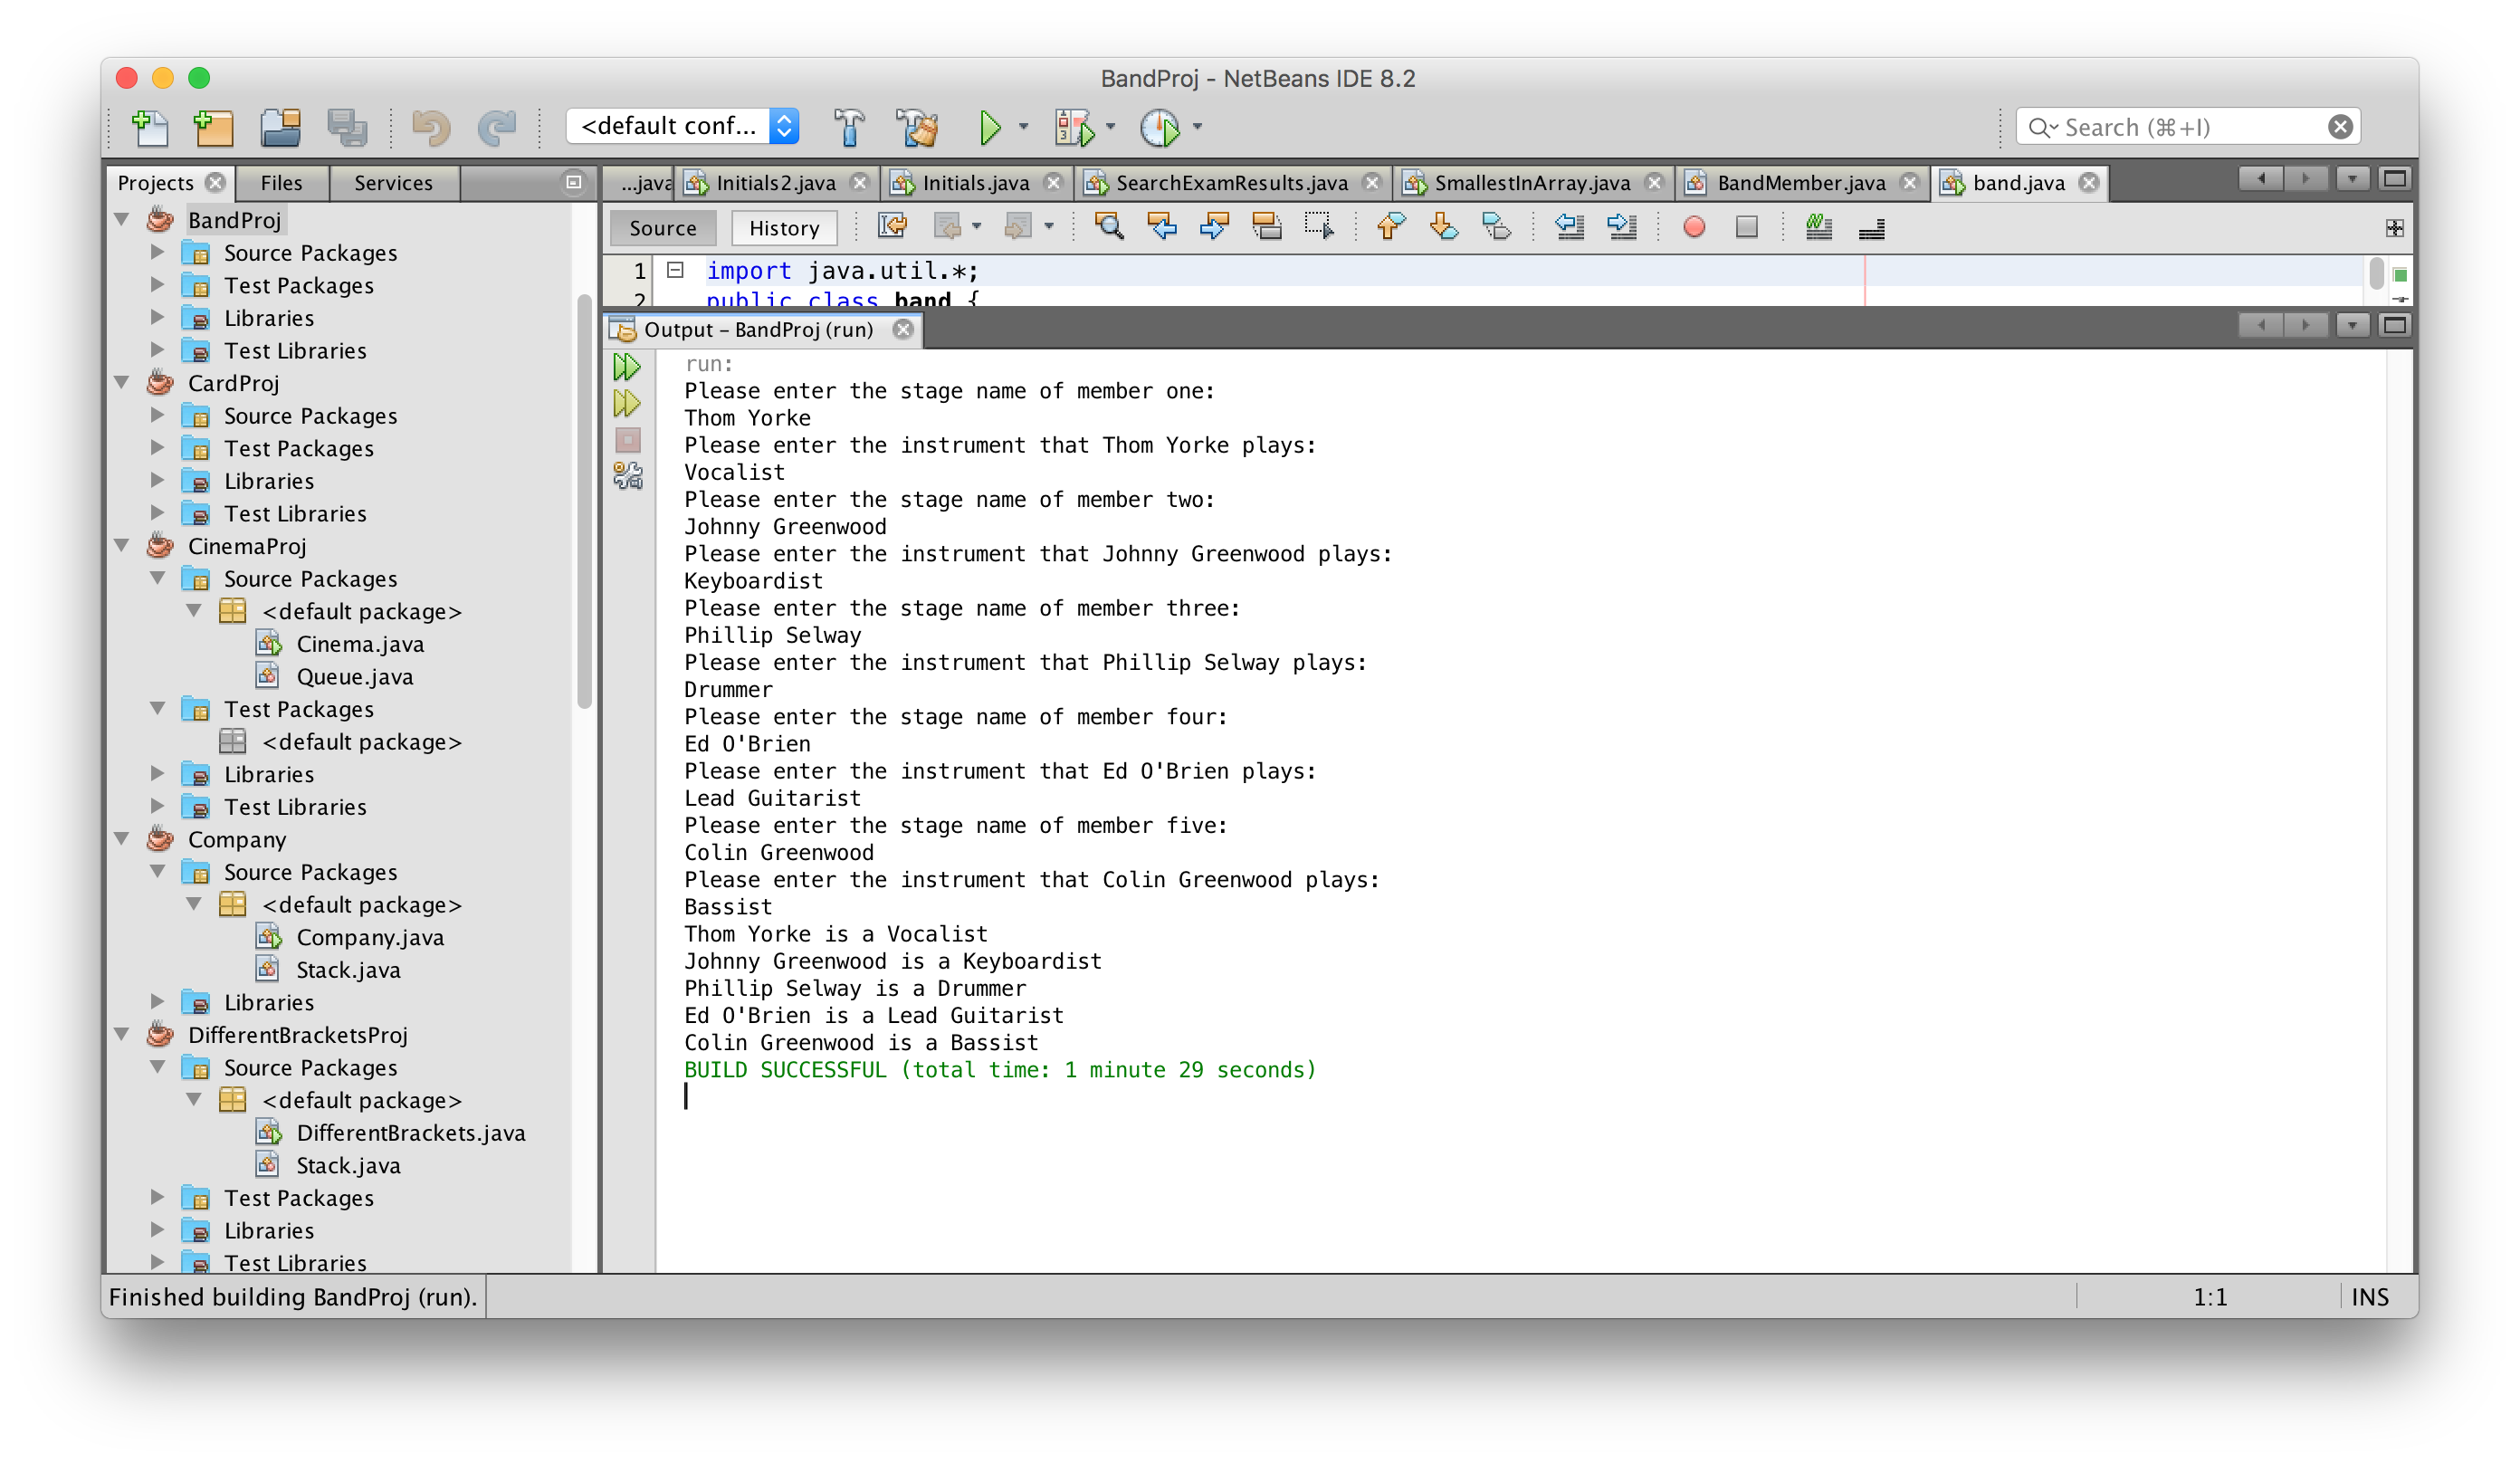 BandProj - NetBeans IDE 8.2
<default conf...
Search (⌘+I)
Projects Files Services
...java Initials2.java Initials.java SearchExamResults.java SmallestInArray.java BandMember.java band.java
BandProj
Source Packages
Test Packages
Libraries
Test Libraries
CardProj
Source Packages
Test Packages
Libraries
Test Libraries
CinemaProj
Source Packages
<default package>
Cinema.java
Queue.java
Test Packages
<default package>
Libraries
Test Libraries
Company
Source Packages
<default package>
Company.java
Stack.java
Libraries
DifferentBracketsProj
Source Packages
<default package>
DifferentBrackets.java
Stack.java
Test Packages
Libraries
Test Libraries
Source History
1 import java.util.*;
2 public class band {
Output – BandProj (run)
run:
Please enter the stage name of member one:
Thom Yorke
Please enter the instrument that Thom Yorke plays:
Vocalist
Please enter the stage name of member two:
Johnny Greenwood
Please enter the instrument that Johnny Greenwood plays:
Keyboardist
Please enter the stage name of member three:
Phillip Selway
Please enter the instrument that Phillip Selway plays:
Drummer
Please enter the stage name of member four:
Ed O'Brien
Please enter the instrument that Ed O'Brien plays:
Lead Guitarist
Please enter the stage name of member five:
Colin Greenwood
Please enter the instrument that Colin Greenwood plays:
Bassist
Thom Yorke is a Vocalist
Johnny Greenwood is a Keyboardist
Phillip Selway is a Drummer
Ed O'Brien is a Lead Guitarist
Colin Greenwood is a Bassist
BUILD SUCCESSFUL (total time: 1 minute 29 seconds)
Finished building BandProj (run).
1:1 INS